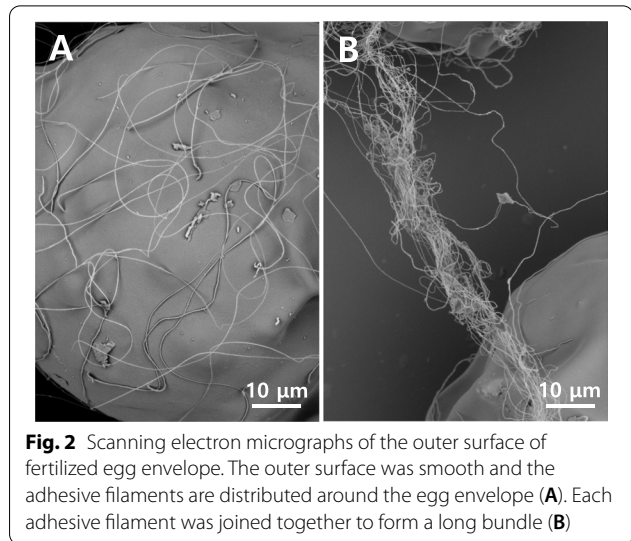 A
B
10 µm
10 µm
Fig. 2 Scanning electron micrographs of the outer surface of
fertilized egg envelope. The outer surface was smooth and the
adhesive filaments are distributed around the egg envelope (A). Each
adhesive filament was joined together to form a long bundle (B)